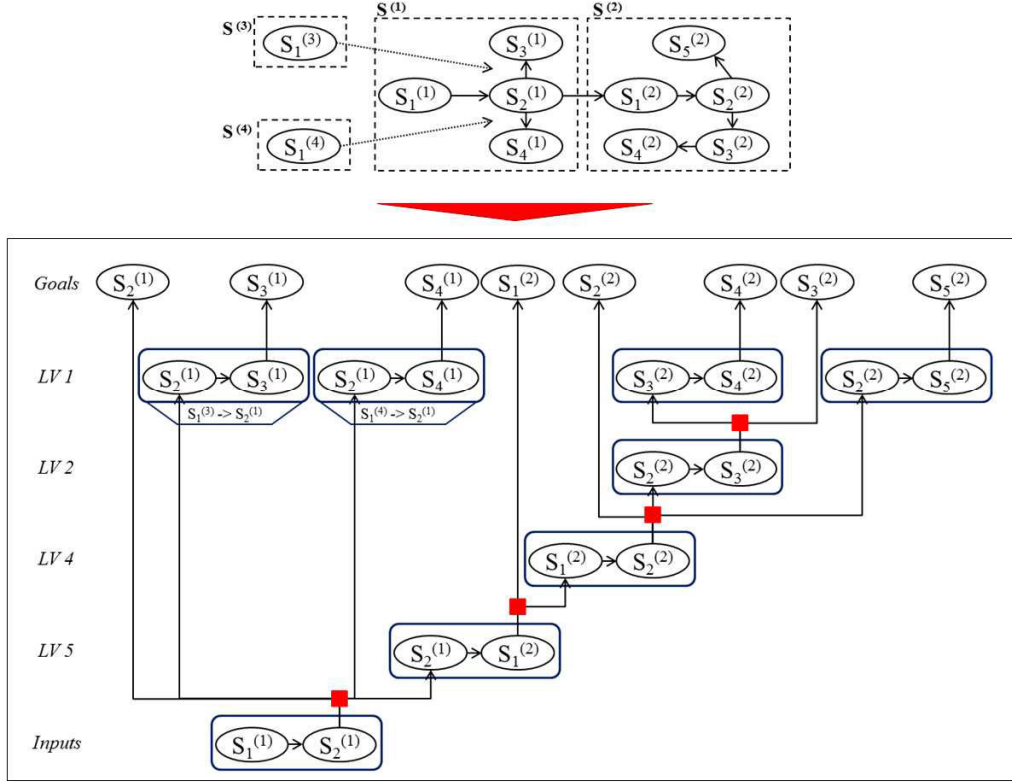 S^(1) S^(2)
S^(3) S₁^(3) S₃^(1) S₅^(2)
S₁^(1) S₂^(1) S₁^(2) S₂^(2)
S^(4) S₁^(4) S₄^(1) S₄^(2) S₃^(2)
Goals S₂^(1) S₃^(1) S₄^(1) S₁^(2) S₂^(2) S₄^(2) S₃^(2) S₅^(2)
LV 1 S₂^(1) S₃^(1) S₂^(1) S₄^(1) S₃^(2) S₄^(2) S₂^(2) S₅^(2)
S₁^(3) -> S₂^(1) S₁^(4) -> S₂^(1)
LV 2 S₂^(2) S₃^(2)
LV 4 S₁^(2) S₂^(2)
LV 5 S₂^(1) S₁^(2)
Inputs S₁^(1) S₂^(1)